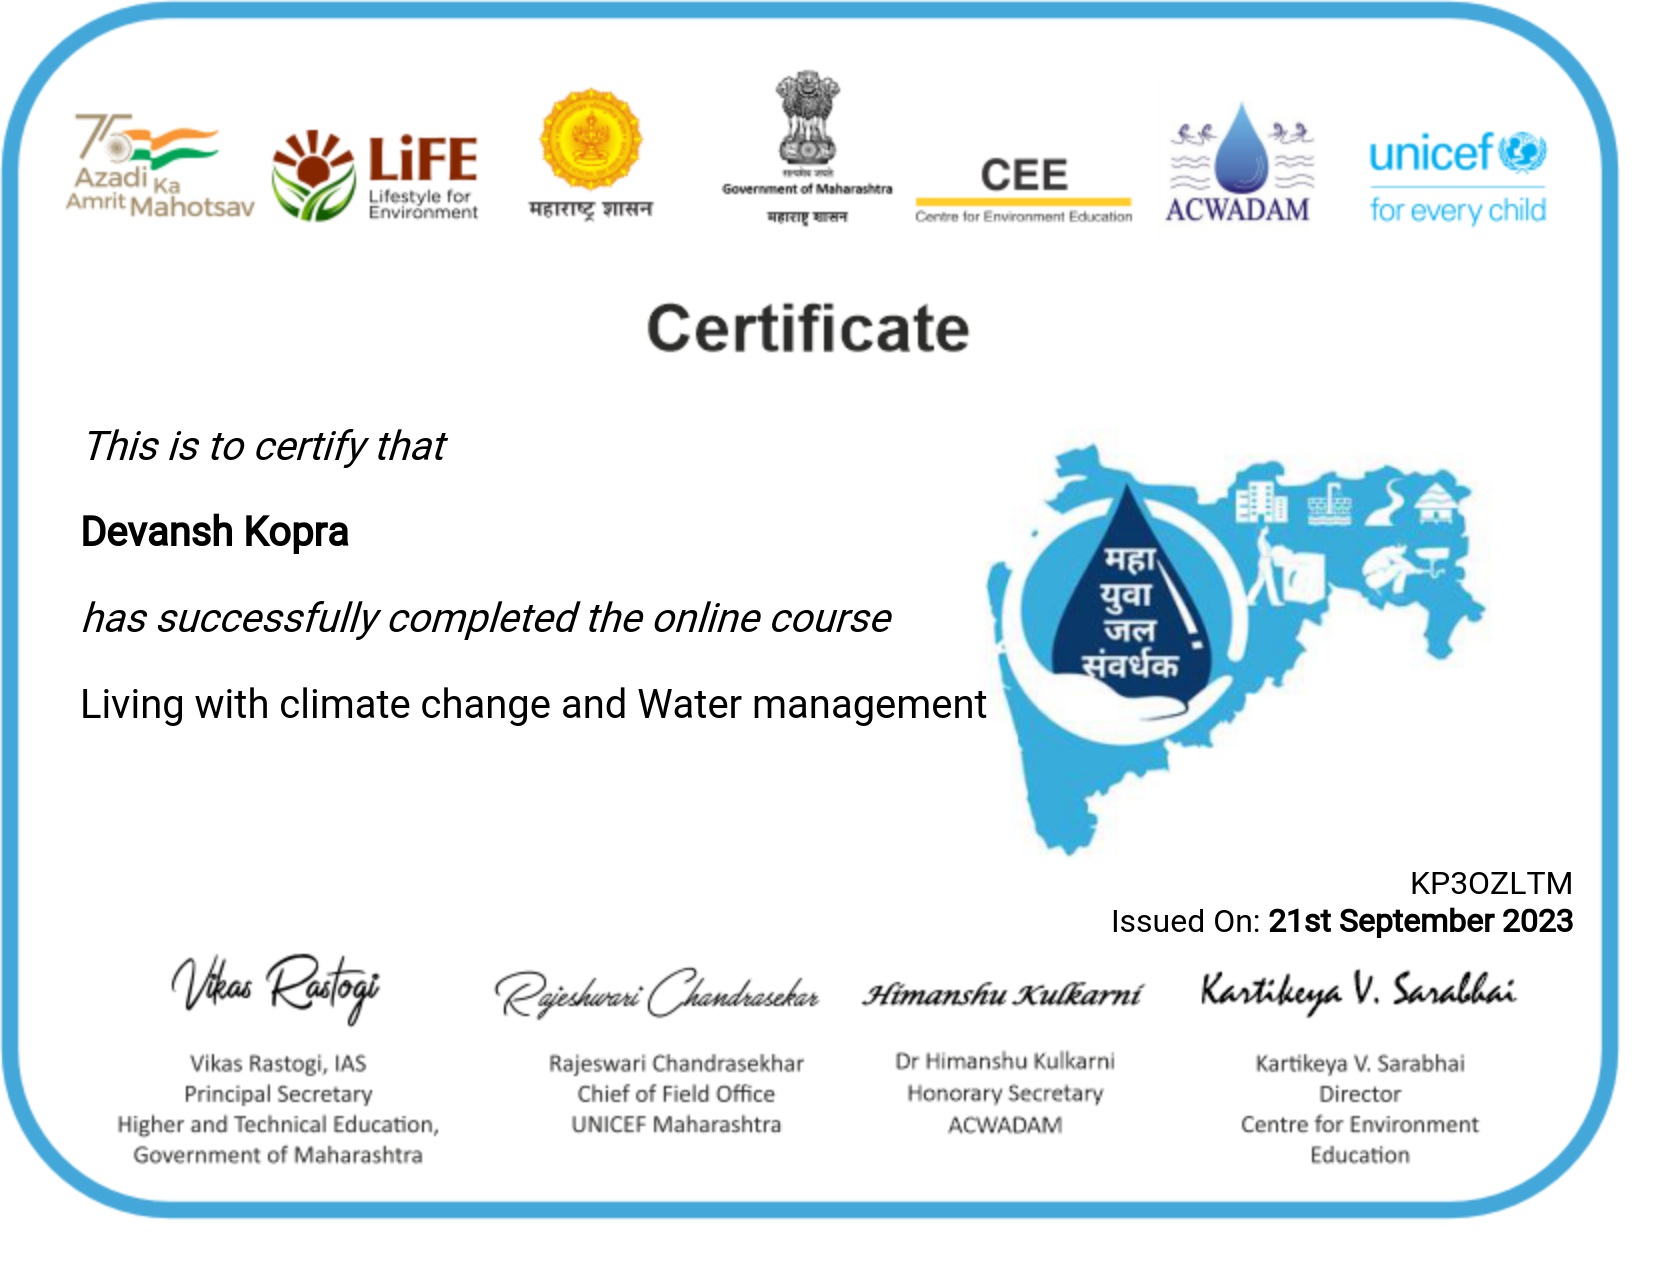 75
Azadi Ka
Amrit Mahotsav
LiFE
Lifestyle for
Environment
महाराष्ट्र शासन
सत्यमेव जयते
Government of Maharashtra
महाराष्ट्र शासन
CEE
Centre for Environment Education
ACWADAM
unicef
for every child
Certificate
This is to certify that
Devansh Kopra
has successfully completed the online course
Living with climate change and Water management
महा
युवा
जल
संवर्धक
KP3OZLTM
Issued On: 21st September 2023
Vikas Rastogi
Rajeshwari Chandrasekar
Himanshu Kulkarni
Kartikeya V. Sarabhai
Vikas Rastogi, IAS
Principal Secretary
Higher and Technical Education,
Government of Maharashtra
Rajeswari Chandrasekhar
Chief of Field Office
UNICEF Maharashtra
Dr Himanshu Kulkarni
Honorary Secretary
ACWADAM
Kartikeya V. Sarabhai
Director
Centre for Environment
Education